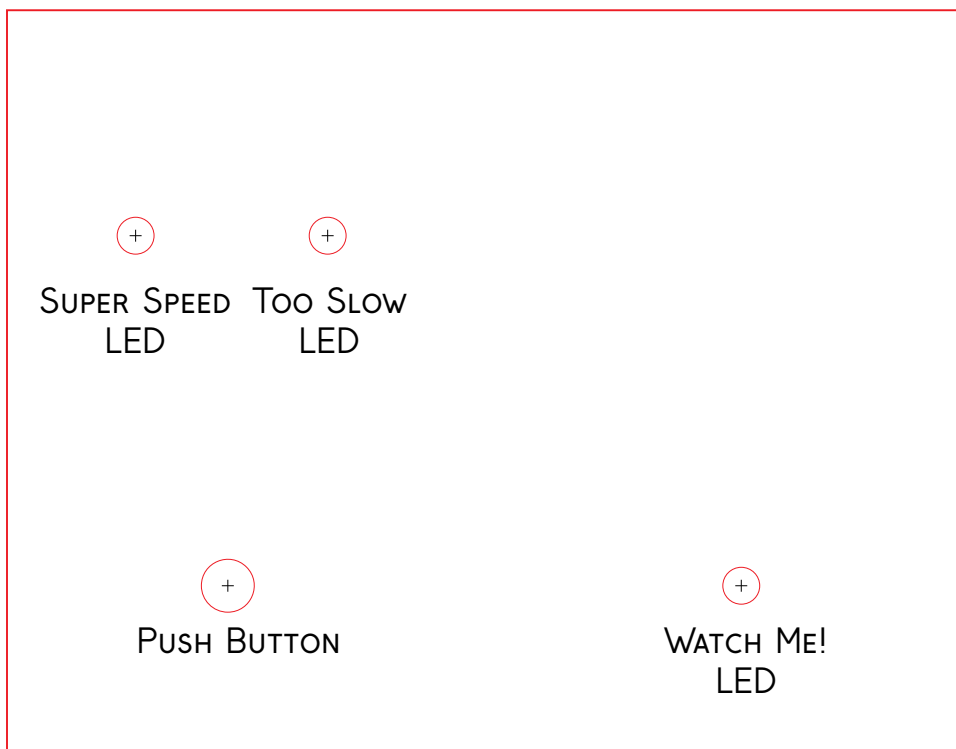 Super Speed
LED
Too Slow
LED
Push Button
Watch Me!
LED